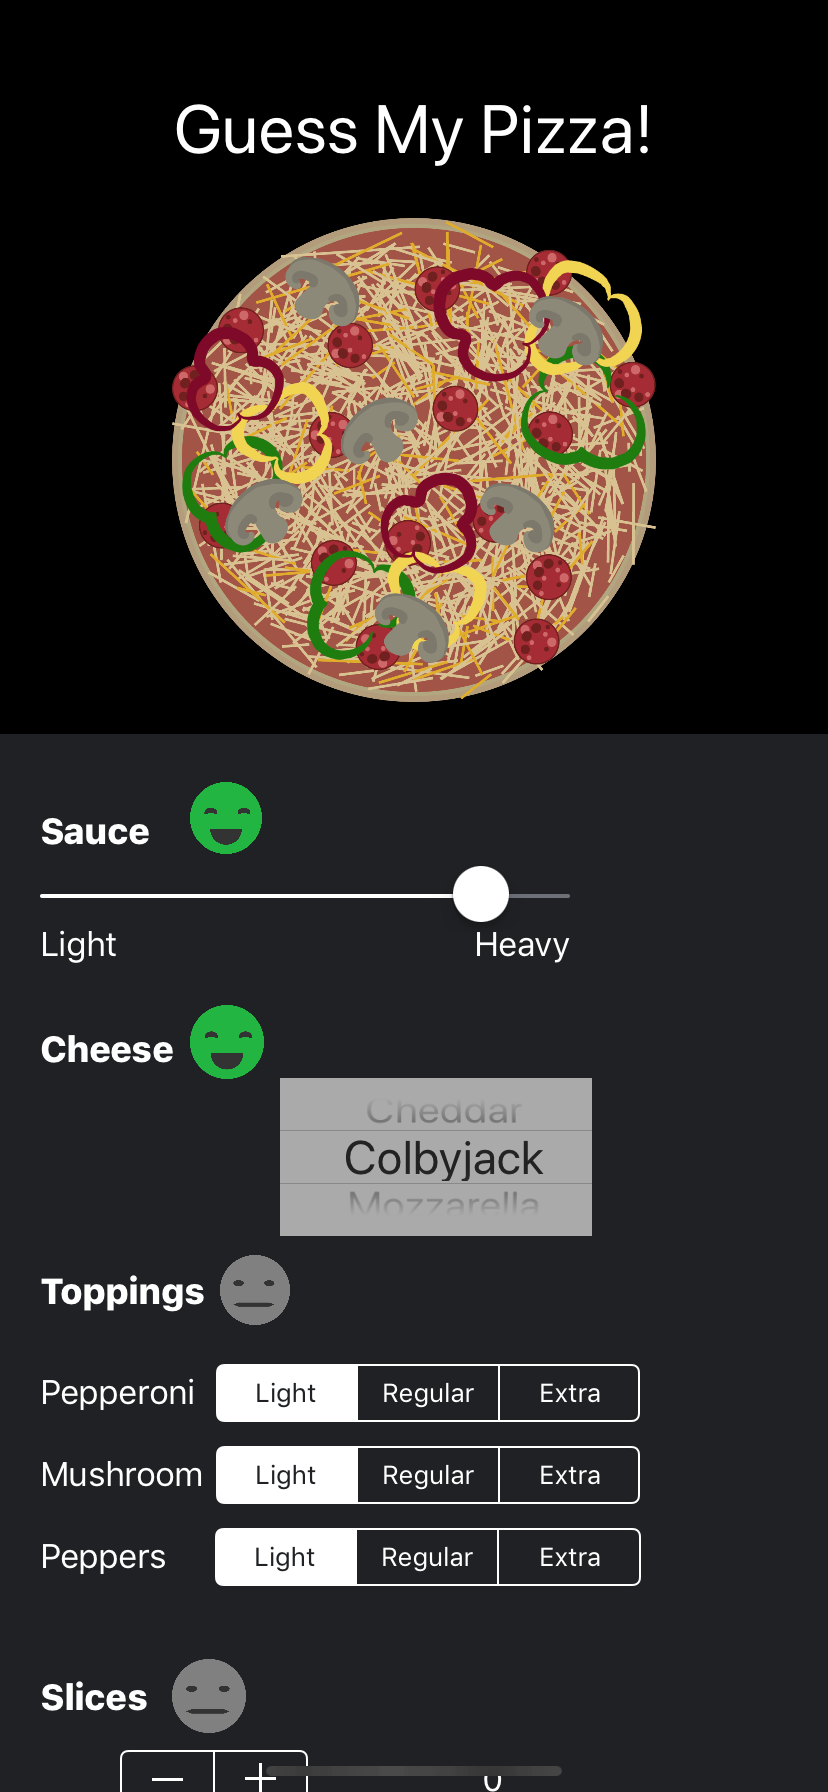 Guess My Pizza!
Sauce
Light Heavy
Cheese
Cheddar
Colbyjack
Mozzarella
Toppings
Pepperoni Light Regular Extra
Mushroom Light Regular Extra
Peppers Light Regular Extra
Slices
− + 0